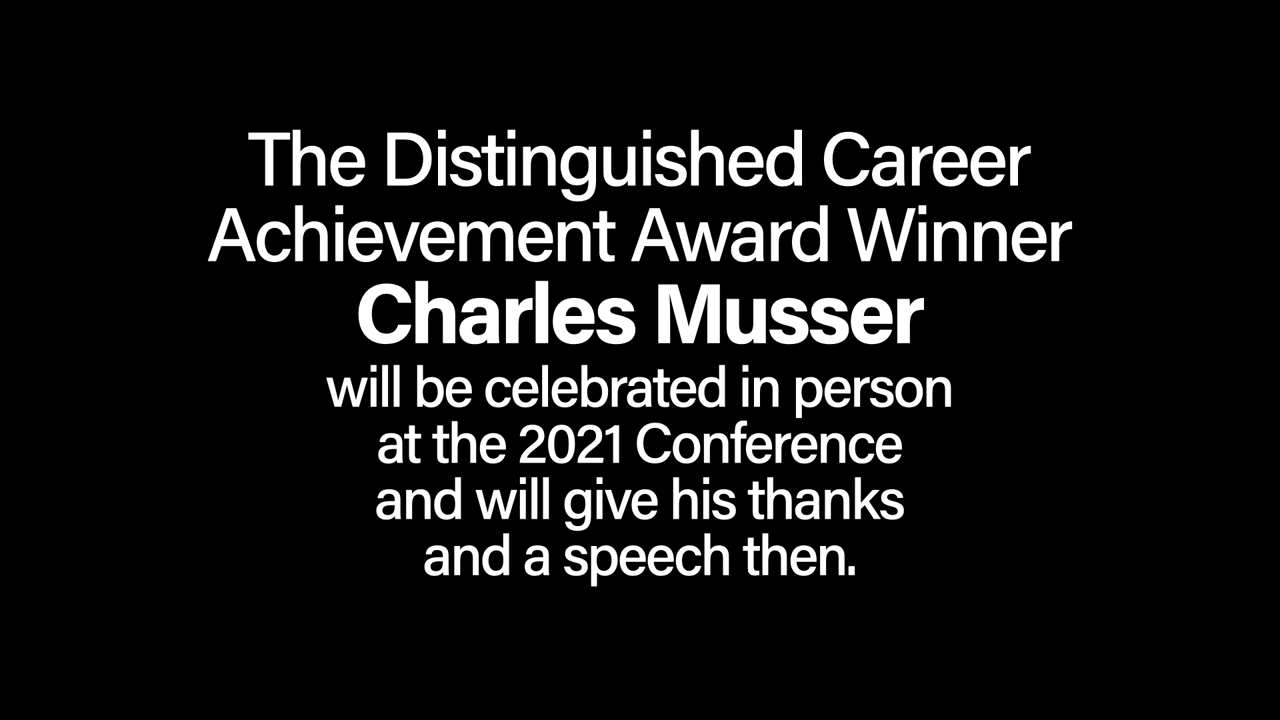 The Distinguished Career
Achievement Award Winner
Charles Musser
will be celebrated in person
at the 2021 Conference
and will give his thanks
and a speech then.